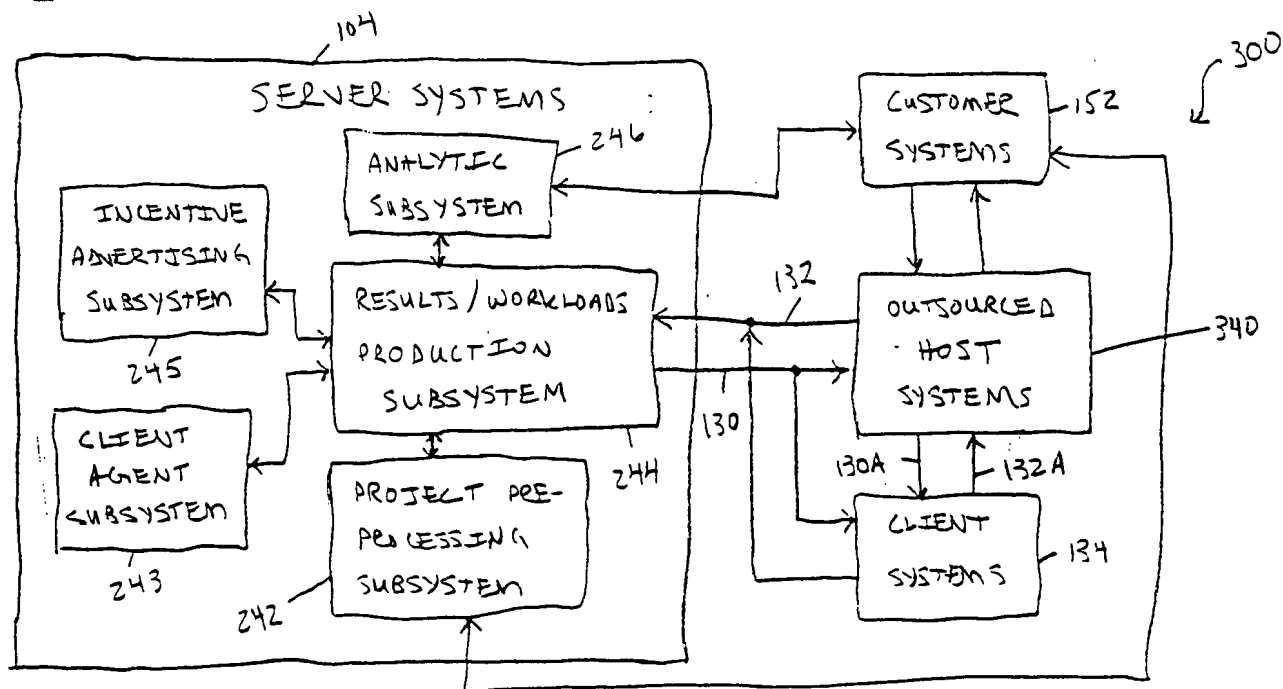 104
300
SERVER SYSTEMS
CUSTOMER
SYSTEMS
152
246
ANALYTIC
SUBSYSTEM
INCENTIVE
ADVERTISING
SUBSYSTEM
245
RESULTS/WORKLOADS
PRODUCTION
SUBSYSTEM
244
132
130
OUTSOURCED
HOST
SYSTEMS
340
CLIENT
AGENT
SUBSYSTEM
243
PROJECT PRE-
PROCESSING
SUBSYSTEM
242
130A
132A
CLIENT
SYSTEMS
134